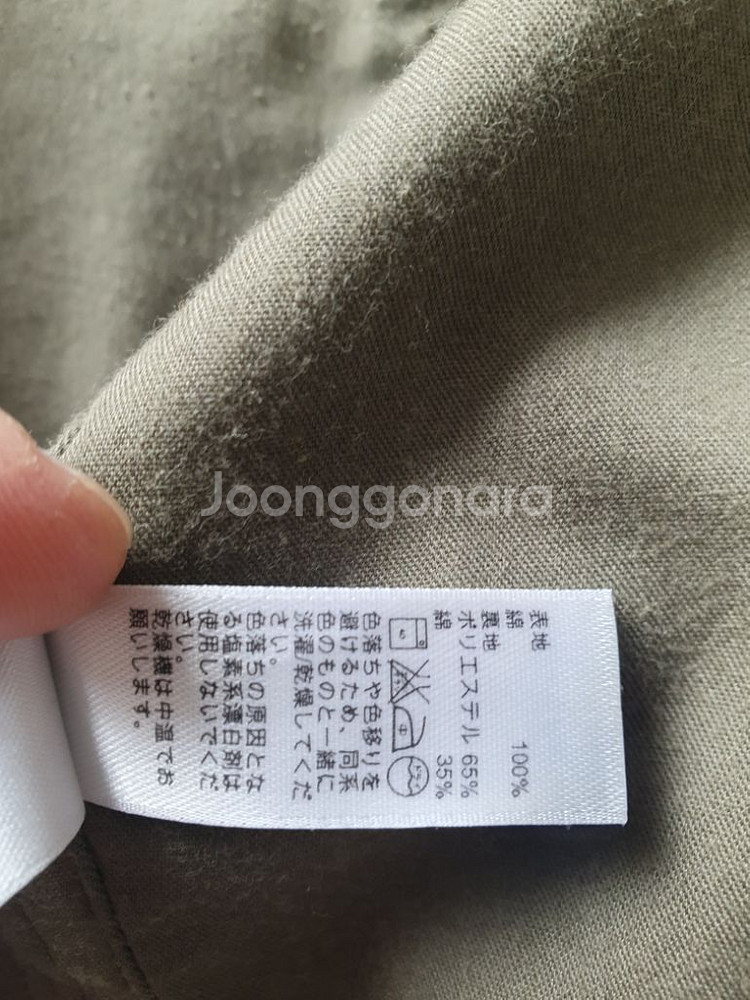 表地
綿 100%
裏地
ポリエステル 65%
綿 35%
色落ちや色移りを
避けるため、同系
色のものと一緒に
洗濯乾燥してくだ
さい。
色落ちの原因とな
る塩素系漂白剤は
使用しないでくだ
さい。
乾燥機は中温でお
願いします。
Joonggonara